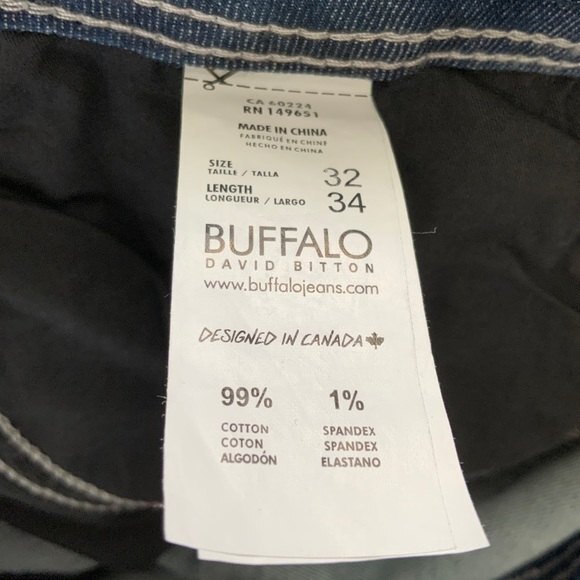 CA 60224
RN 149651
MADE IN CHINA
FABRIQUÉ EN CHINE
HECHO EN CHINA
SIZE 32
TAILLE / TALLA
LENGTH 34
LONGUEUR / LARGO
BUFFALO
DAVID BITTON
www.buffalojeans.com
DESIGNED IN CANADA
99% 1%
COTTON SPANDEX
COTON SPANDEX
ALGODÓN ELASTANO